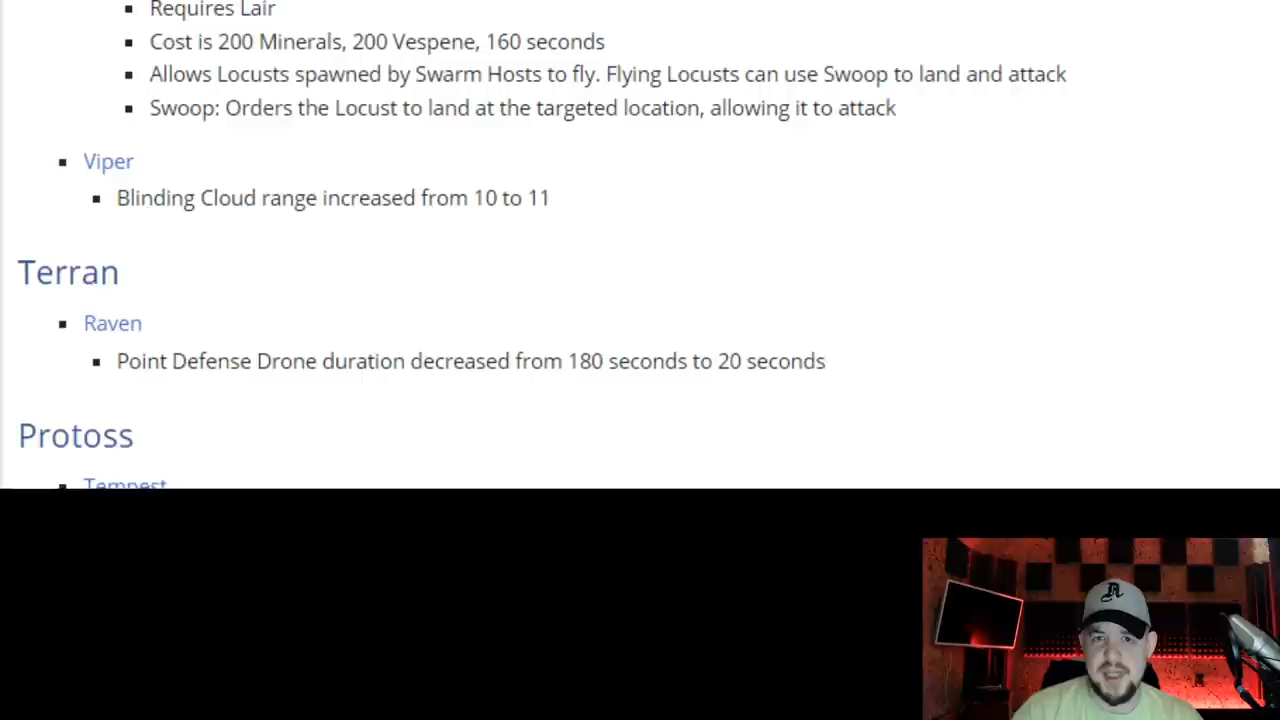 Requires Lair
Cost is 200 Minerals, 200 Vespene, 160 seconds
Allows Locusts spawned by Swarm Hosts to fly. Flying Locusts can use Swoop to land and attack
Swoop: Orders the Locust to land at the targeted location, allowing it to attack
Viper
Blinding Cloud range increased from 10 to 11
Terran
Raven
Point Defense Drone duration decreased from 180 seconds to 20 seconds
Protoss
Tempest